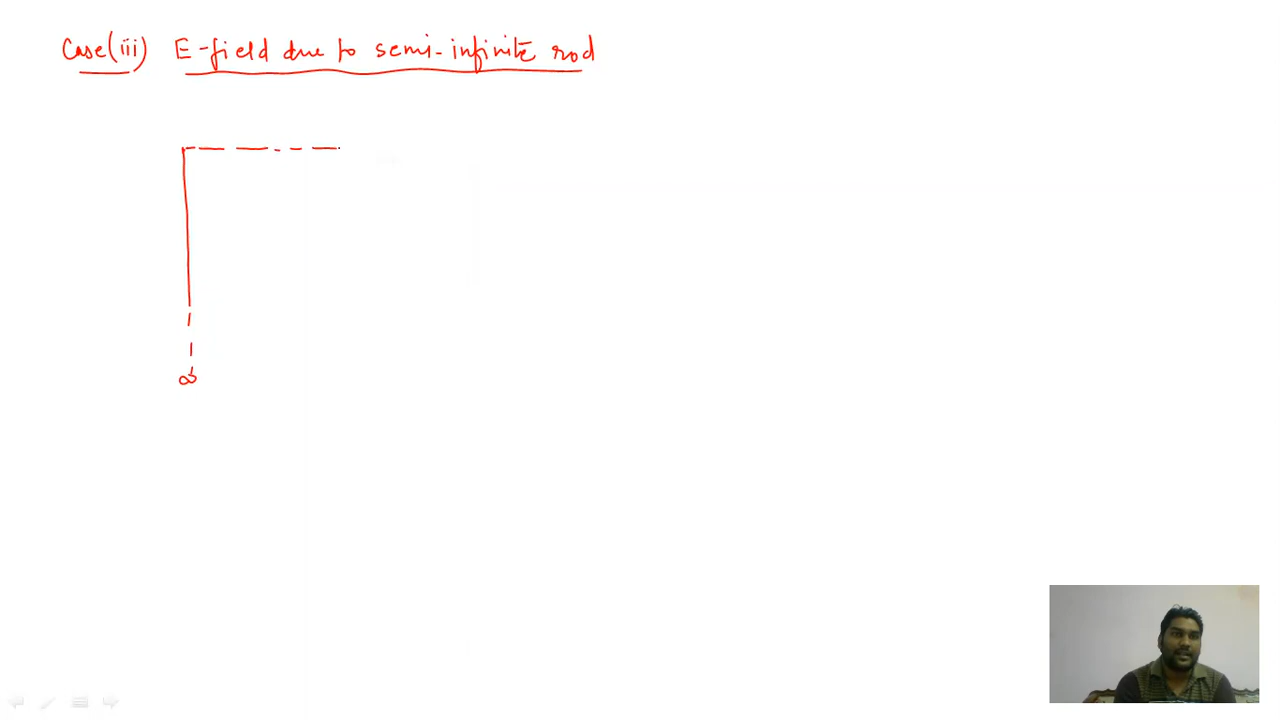 Case(iii) E-field due to semi-infinite rod
∞